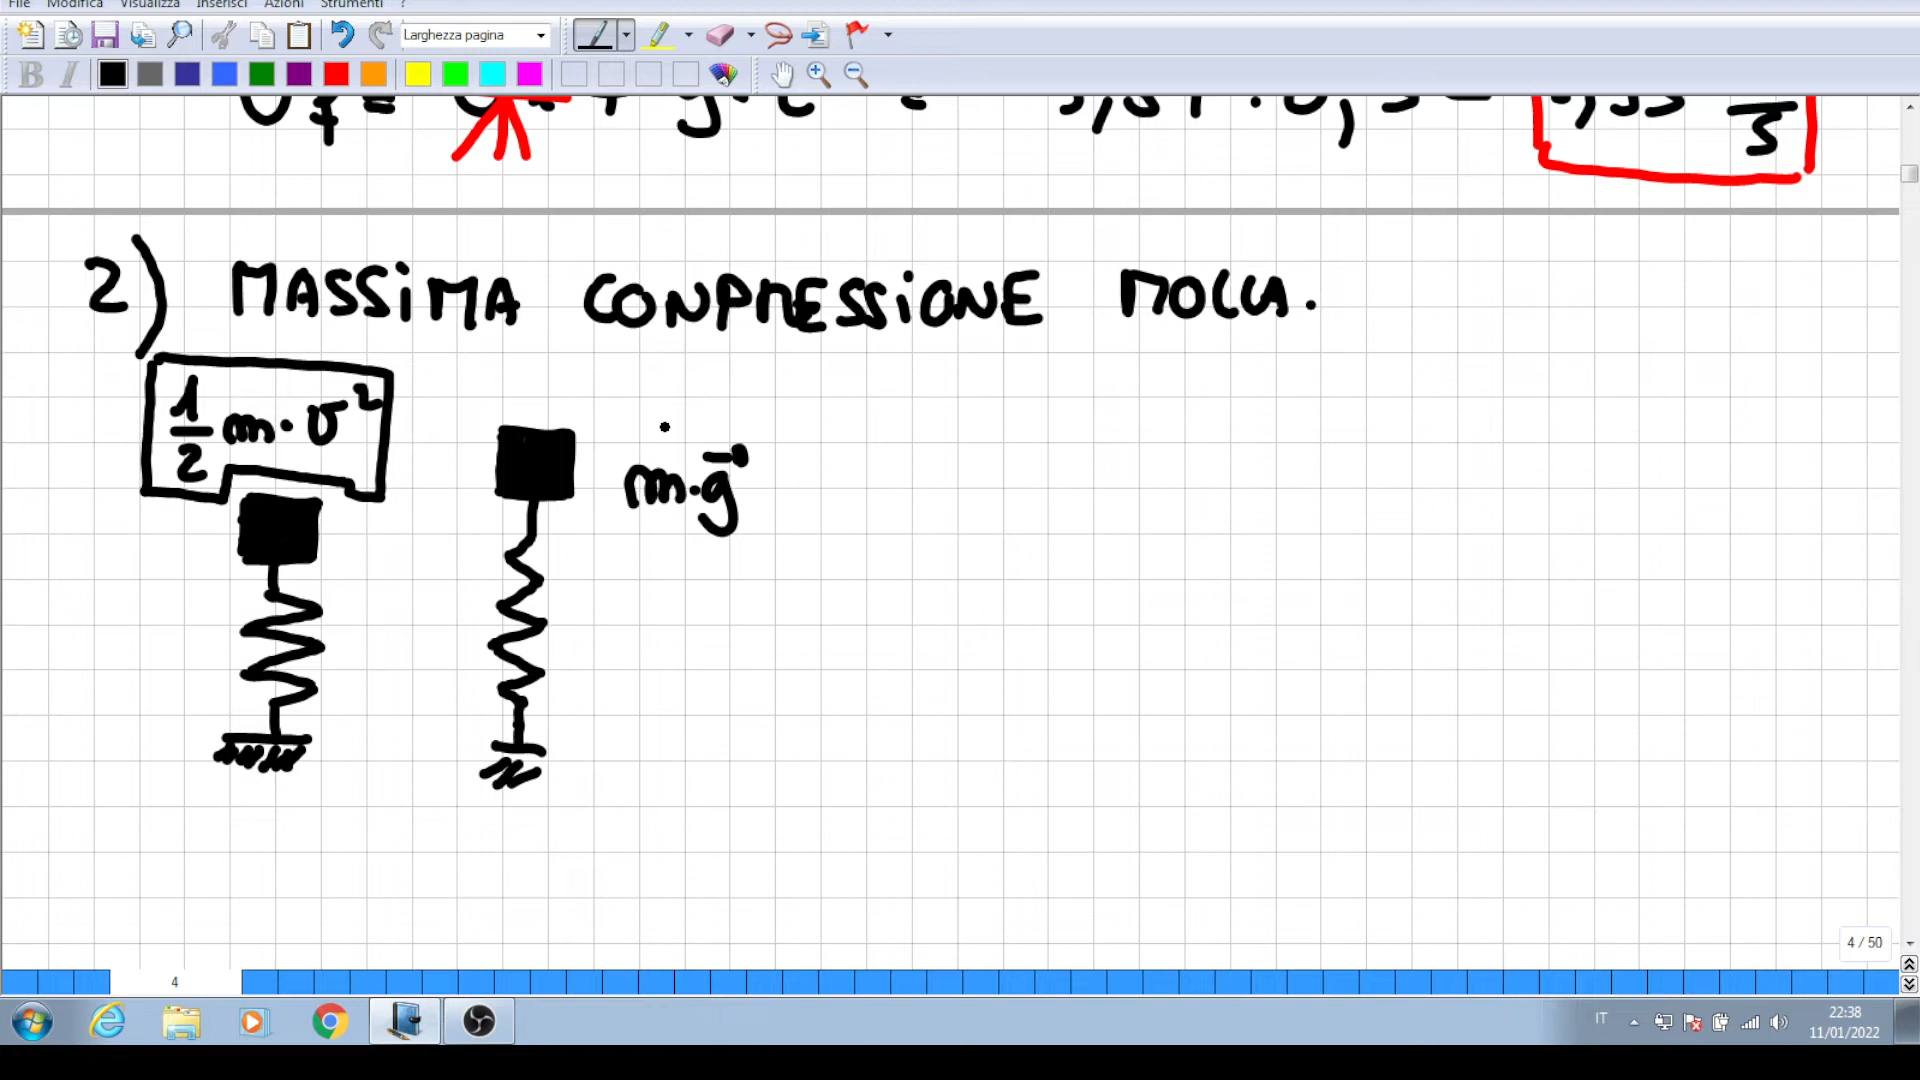 File Modifica Visualizza Inserisci Azioni Strumenti ?
Larghezza pagina
B I
2) MASSiMA CONPRESSiONE MOLLA.
1/2 m·v²
m·g⃗
4 / 50
4
IT
22:38
11/01/2022